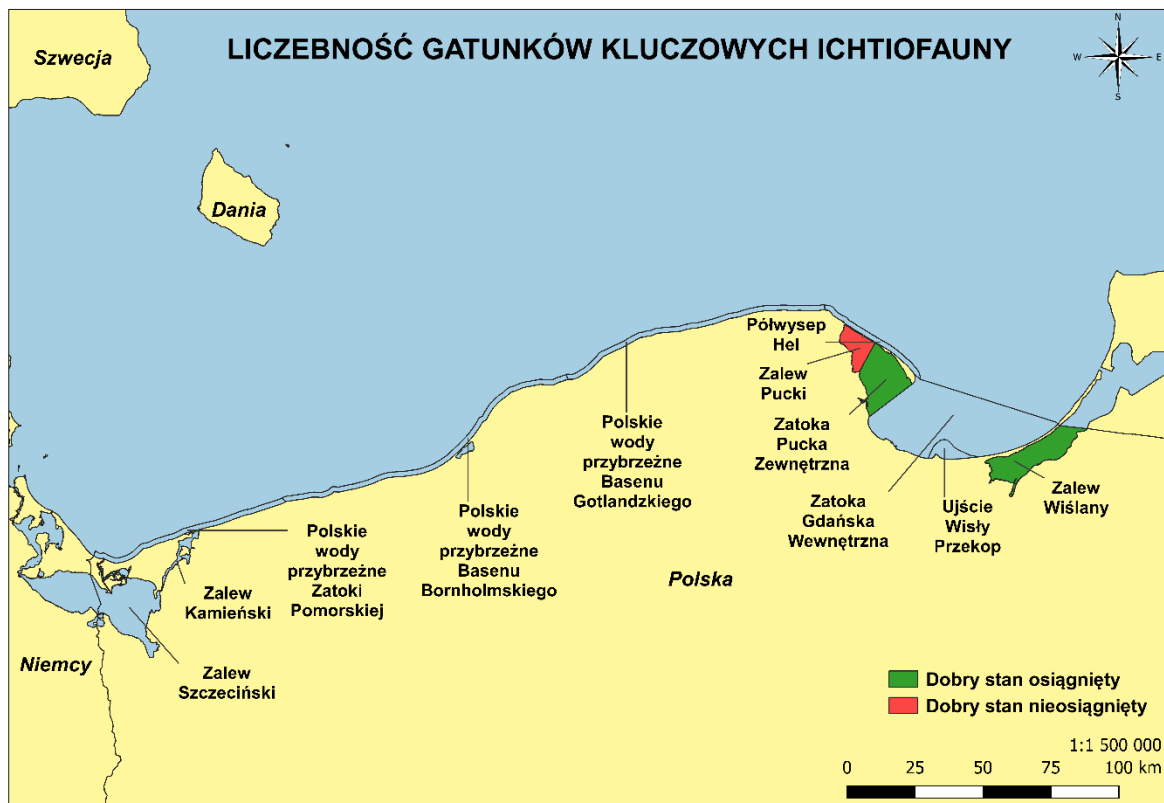 LICZEBNOŚĆ GATUNKÓW KLUCZOWYCH ICHTIOFAUNY
N
W
E
S
Szwecja
Dania
Półwysep
Hel
Zalew
Pucki
Zatoka
Pucka
Zewnętrzna
Zatoka
Gdańska
Wewnętrzna
Ujście
Wisły
Przekop
Zalew
Wiślany
Polskie
wody
przybrzeżne
Basenu
Gotlandzkiego
Polskie
wody
przybrzeżne
Basenu
Bornholmskiego
Polskie
wody
przybrzeżne
Zatoki
Pomorskiej
Zalew
Kamieński
Zalew
Szczeciński
Polska
Niemcy
Dobry stan osiągnięty
Dobry stan nieosiągnięty
1:1 500 000
0 25 50 75 100 km